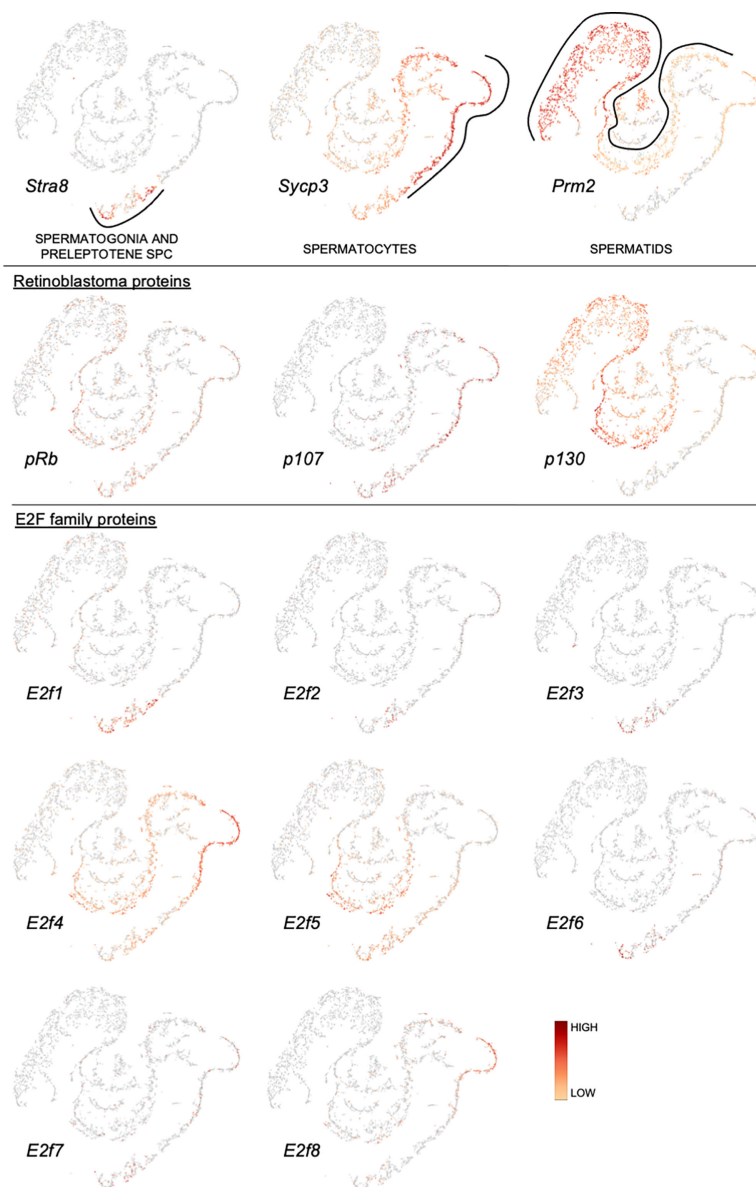 Stra8
Sycp3
Prm2
SPERMATOGONIA AND
PRELEPTOTENE SPC
SPERMATOCYTES
SPERMATIDS
Retinoblastoma proteins
pRb
p107
p130
E2F family proteins
E2f1
E2f2
E2f3
E2f4
E2f5
E2f6
E2f7
E2f8
HIGH
LOW